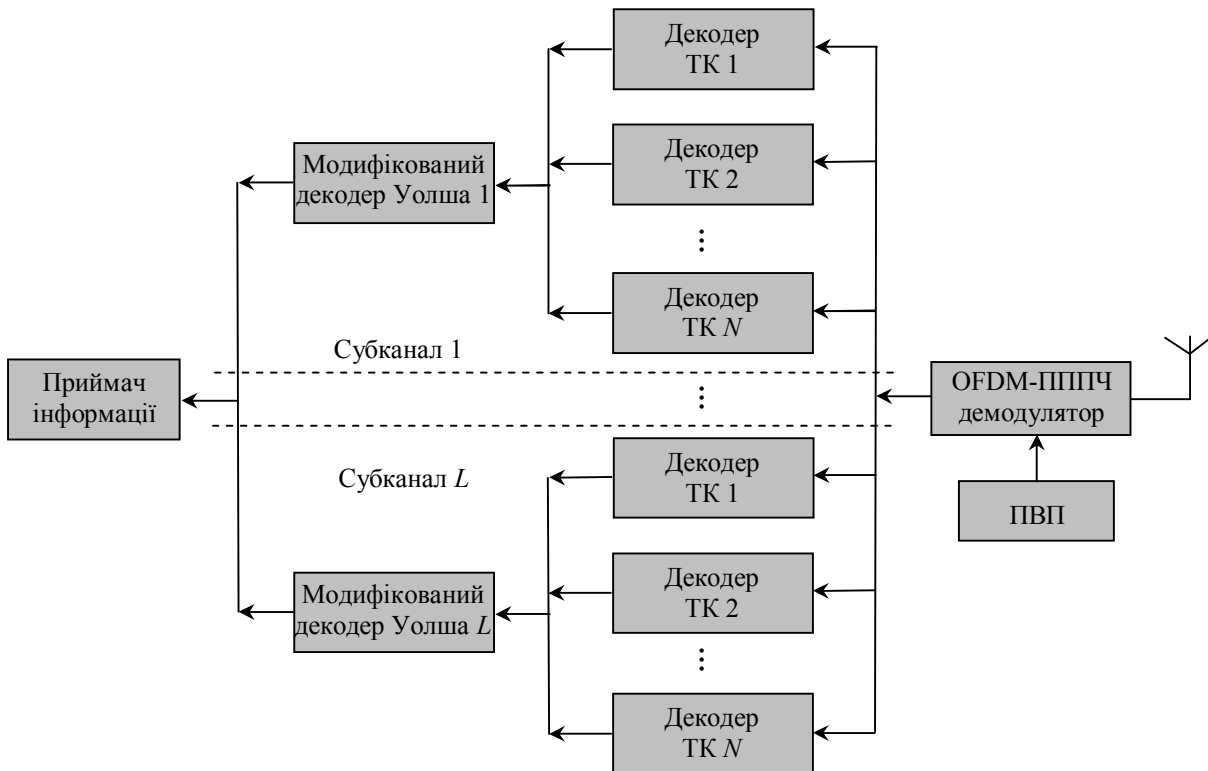 Декодер
ТК 1
Декодер
ТК 2
Модифікований
декодер Уолша 1
...
Декодер
ТК N
Субканал 1
Приймач
інформації
...
OFDM-ПППЧ
демодулятор
Декодер
ТК 1
Субканал L
ПВП
Декодер
ТК 2
Модифікований
декодер Уолша L
...
Декодер
ТК N